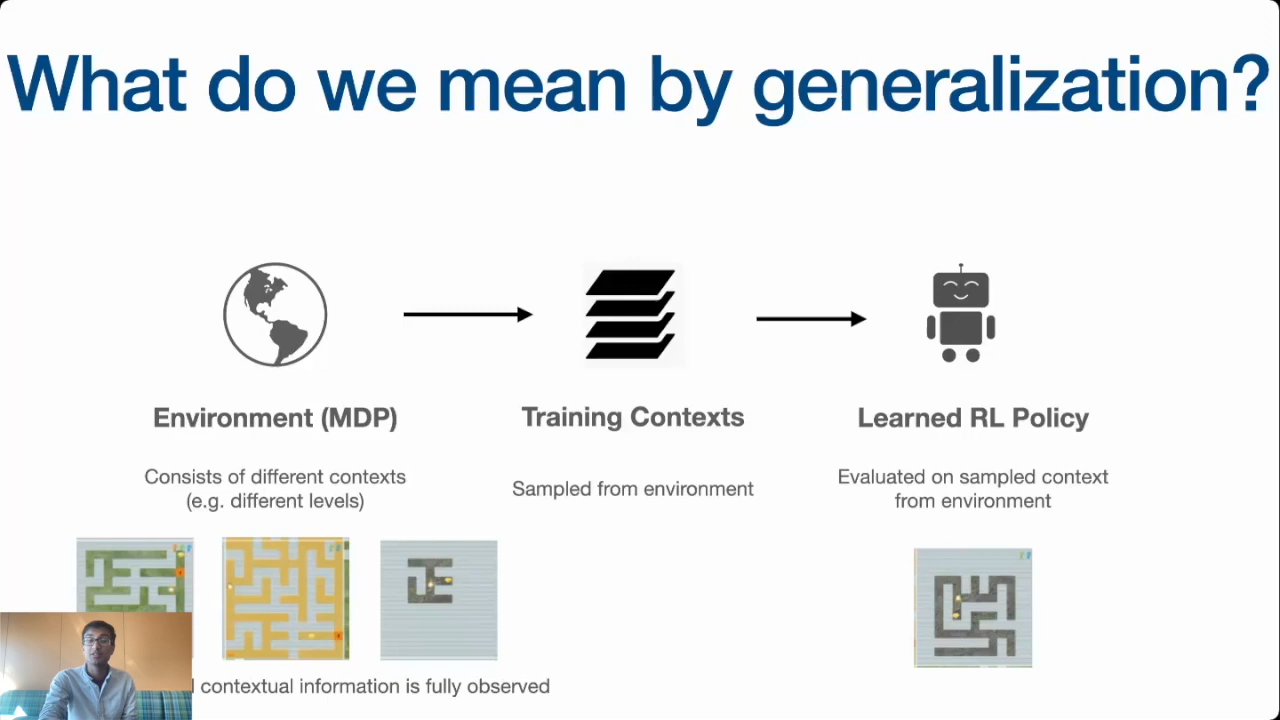 What do we mean by generalization?
Environment (MDP)
Training Contexts
Learned RL Policy
Consists of different contexts
(e.g. different levels)
Sampled from environment
Evaluated on sampled context
from environment
contextual information is fully observed